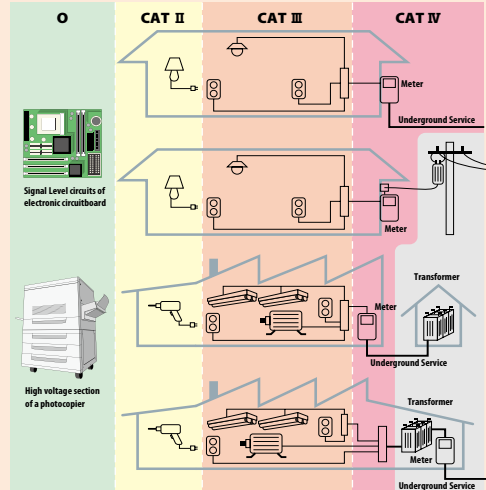 O
CAT II
CAT III
CAT IV
Meter
Underground Service
Signal Level circuits of
electronic circuitboard
Meter
Transformer
Meter
Underground Service
High voltage section
of a photocopier
Transformer
Meter
Underground Service